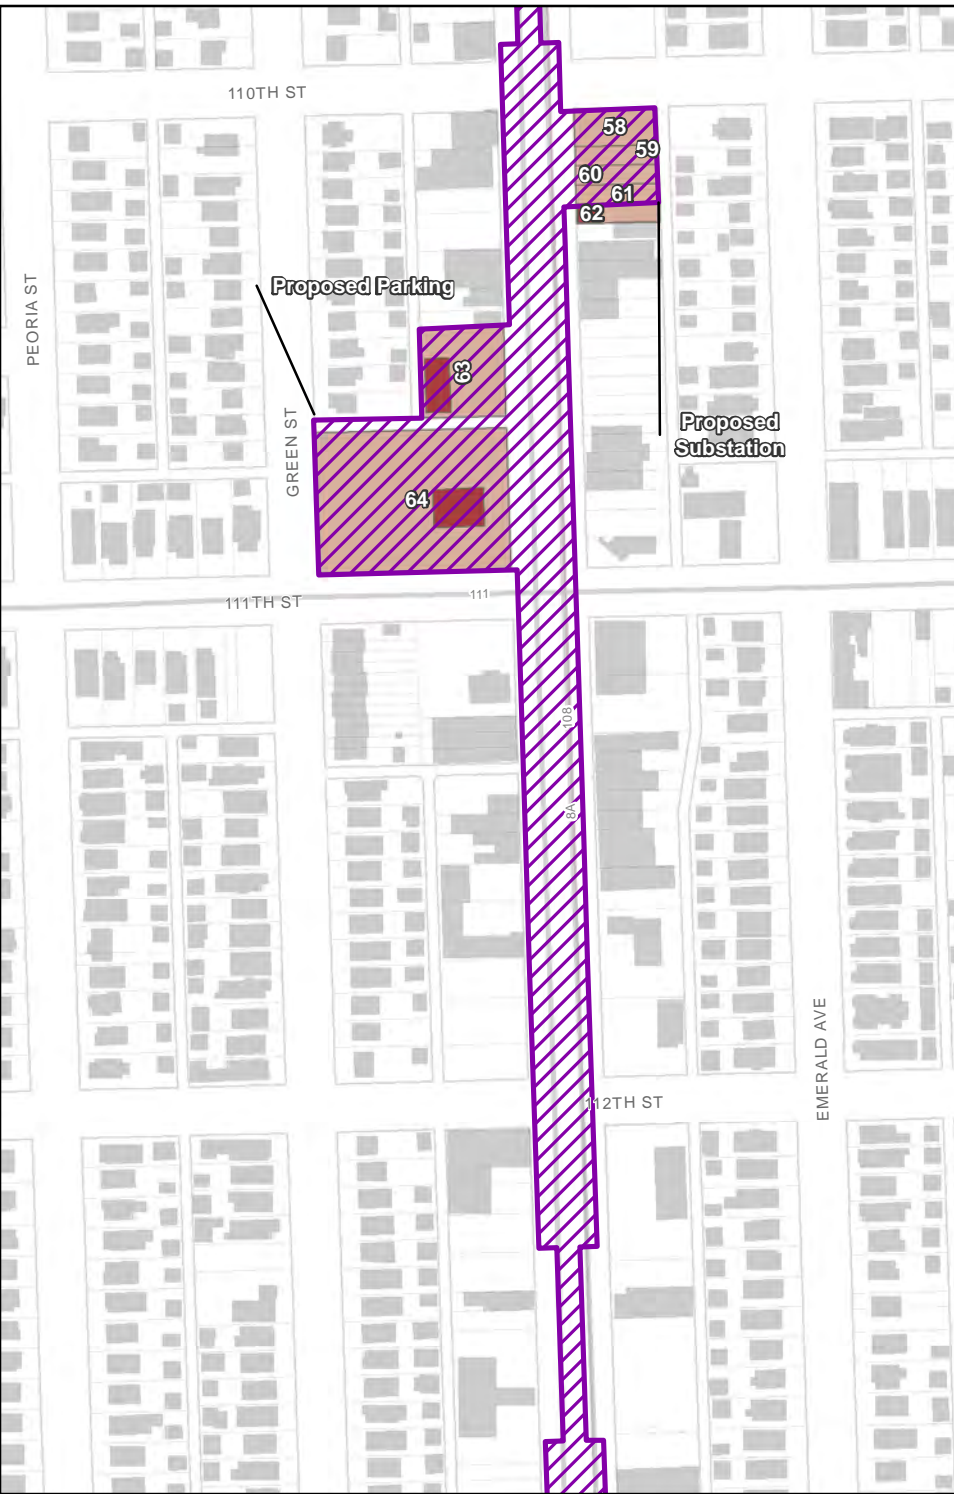 110TH ST
58
59
60
61
62
Proposed Parking
PEORIA ST
63
GREEN ST
Proposed
Substation
64
111TH ST
111
108
8A
EMERALD AVE
112TH ST